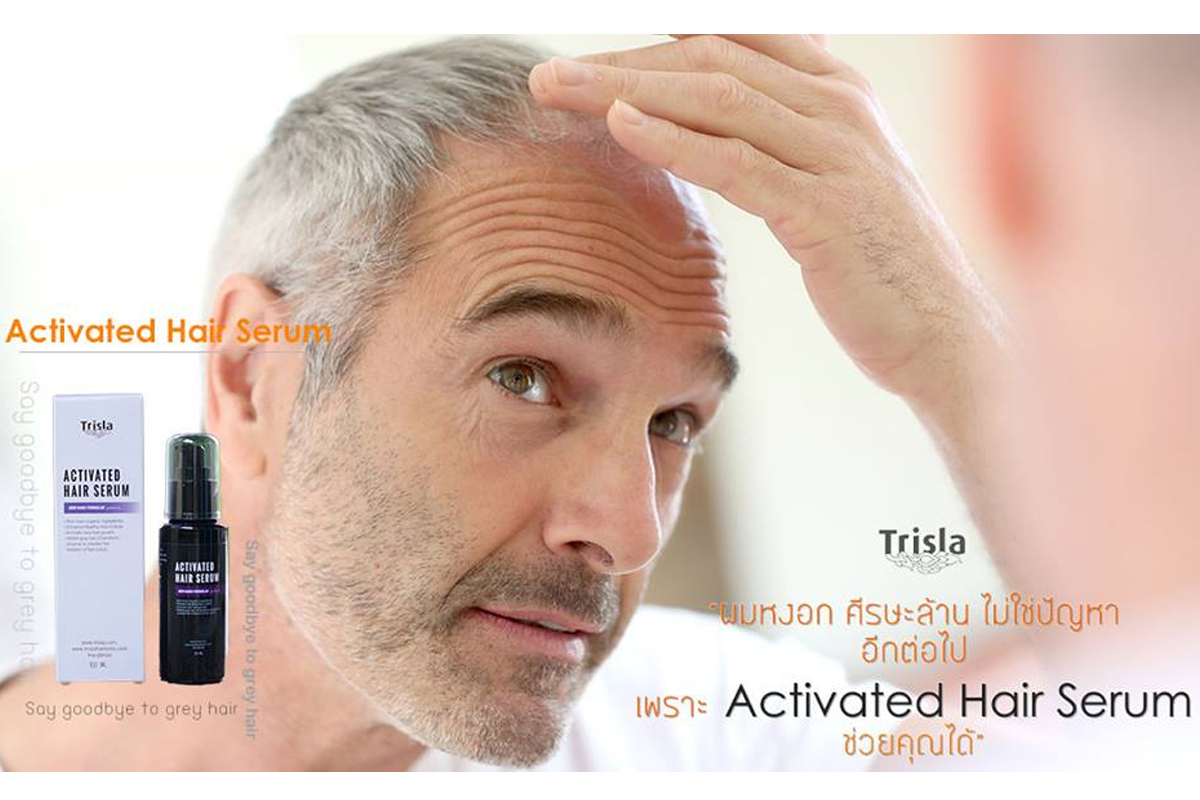 Activated Hair Serum
Say goodbye to grey
Trisla
ACTIVATED
HAIR SERUM
ACTIVATED
HAIR SERUM
Say goodbye to grey hair
Say goodbye to grey hair
Trisla
"ผมหงอก ศีรษะล้าน ไม่ใช่ปัญหา
อีกต่อไป
เพราะ Activated Hair Serum
ช่วยคุณได้"